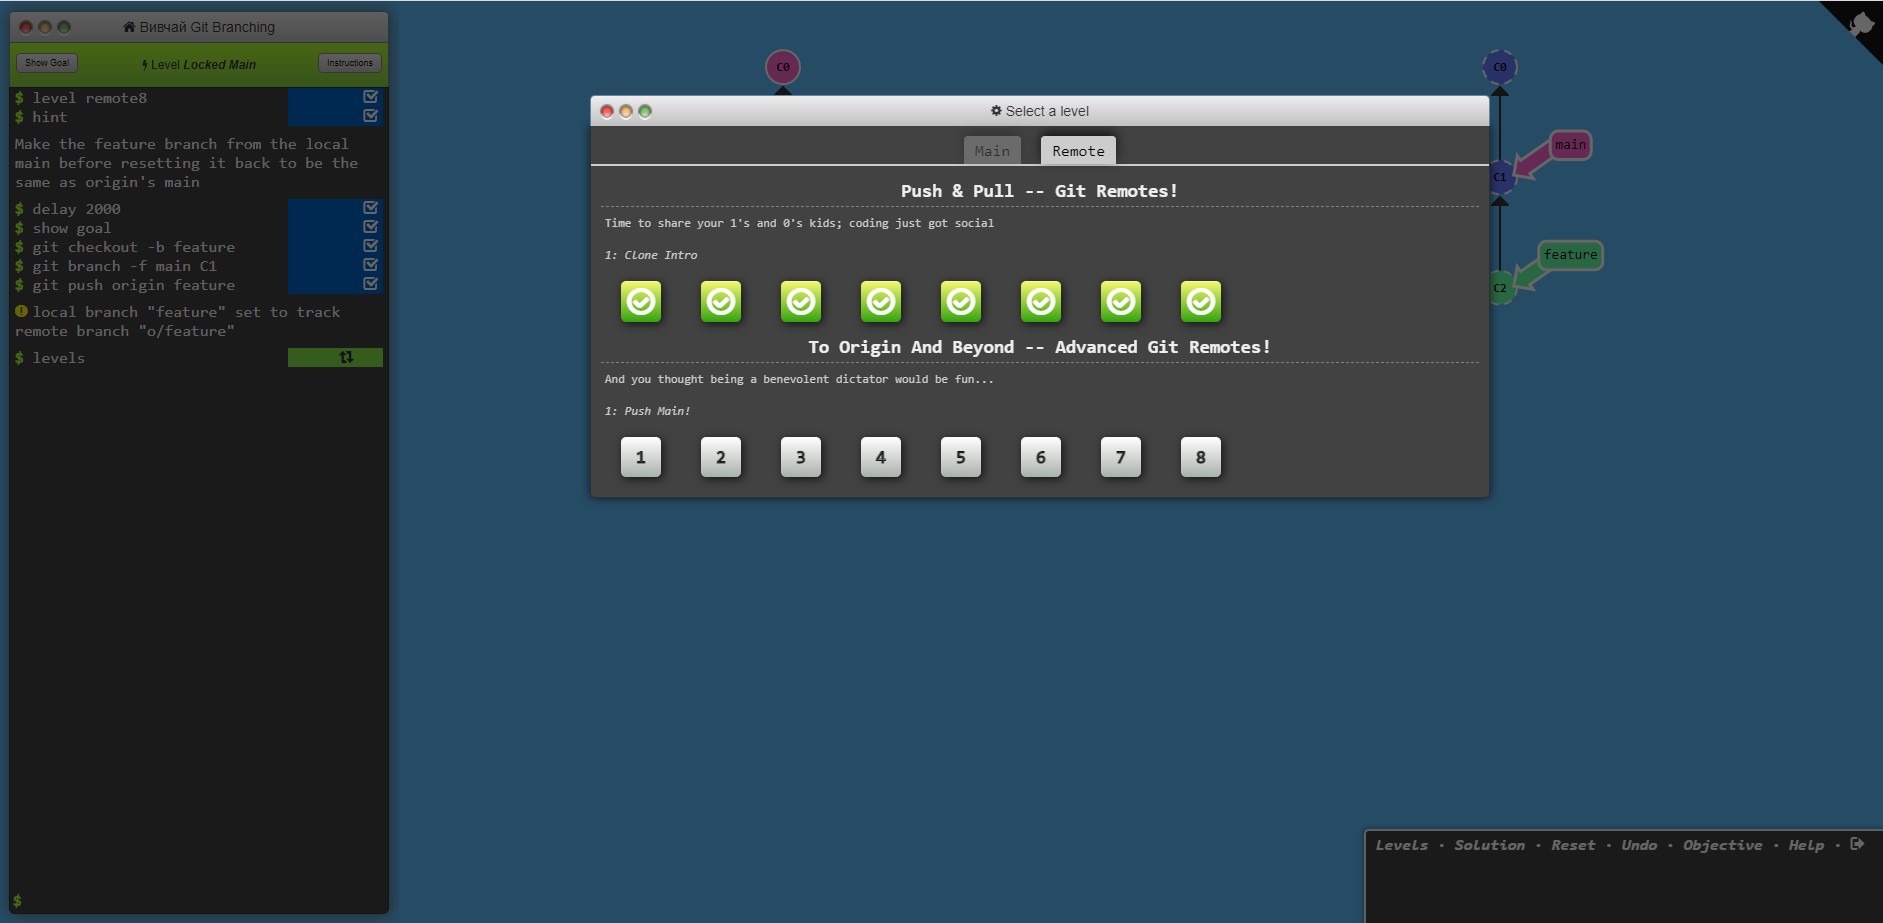 Вивчай Git Branching
Show Goal
Level Locked Main
Instructions
$ level remote8
$ hint
Make the feature branch from the local
main before resetting it back to be the
same as origin's main
$ delay 2000
$ show goal
$ git checkout -b feature
$ git branch -f main C1
$ git push origin feature
local branch "feature" set to track
remote branch "o/feature"
$ levels
$
C0
Select a level
Main
Remote
Push & Pull -- Git Remotes!
Time to share your 1's and 0's kids; coding just got social
1: Clone Intro
To Origin And Beyond -- Advanced Git Remotes!
And you thought being a benevolent dictator would be fun...
1: Push Main!
1 2 3 4 5 6 7 8
C0
main
C1
feature
C2
Levels · Solution · Reset · Undo · Objective · Help ·